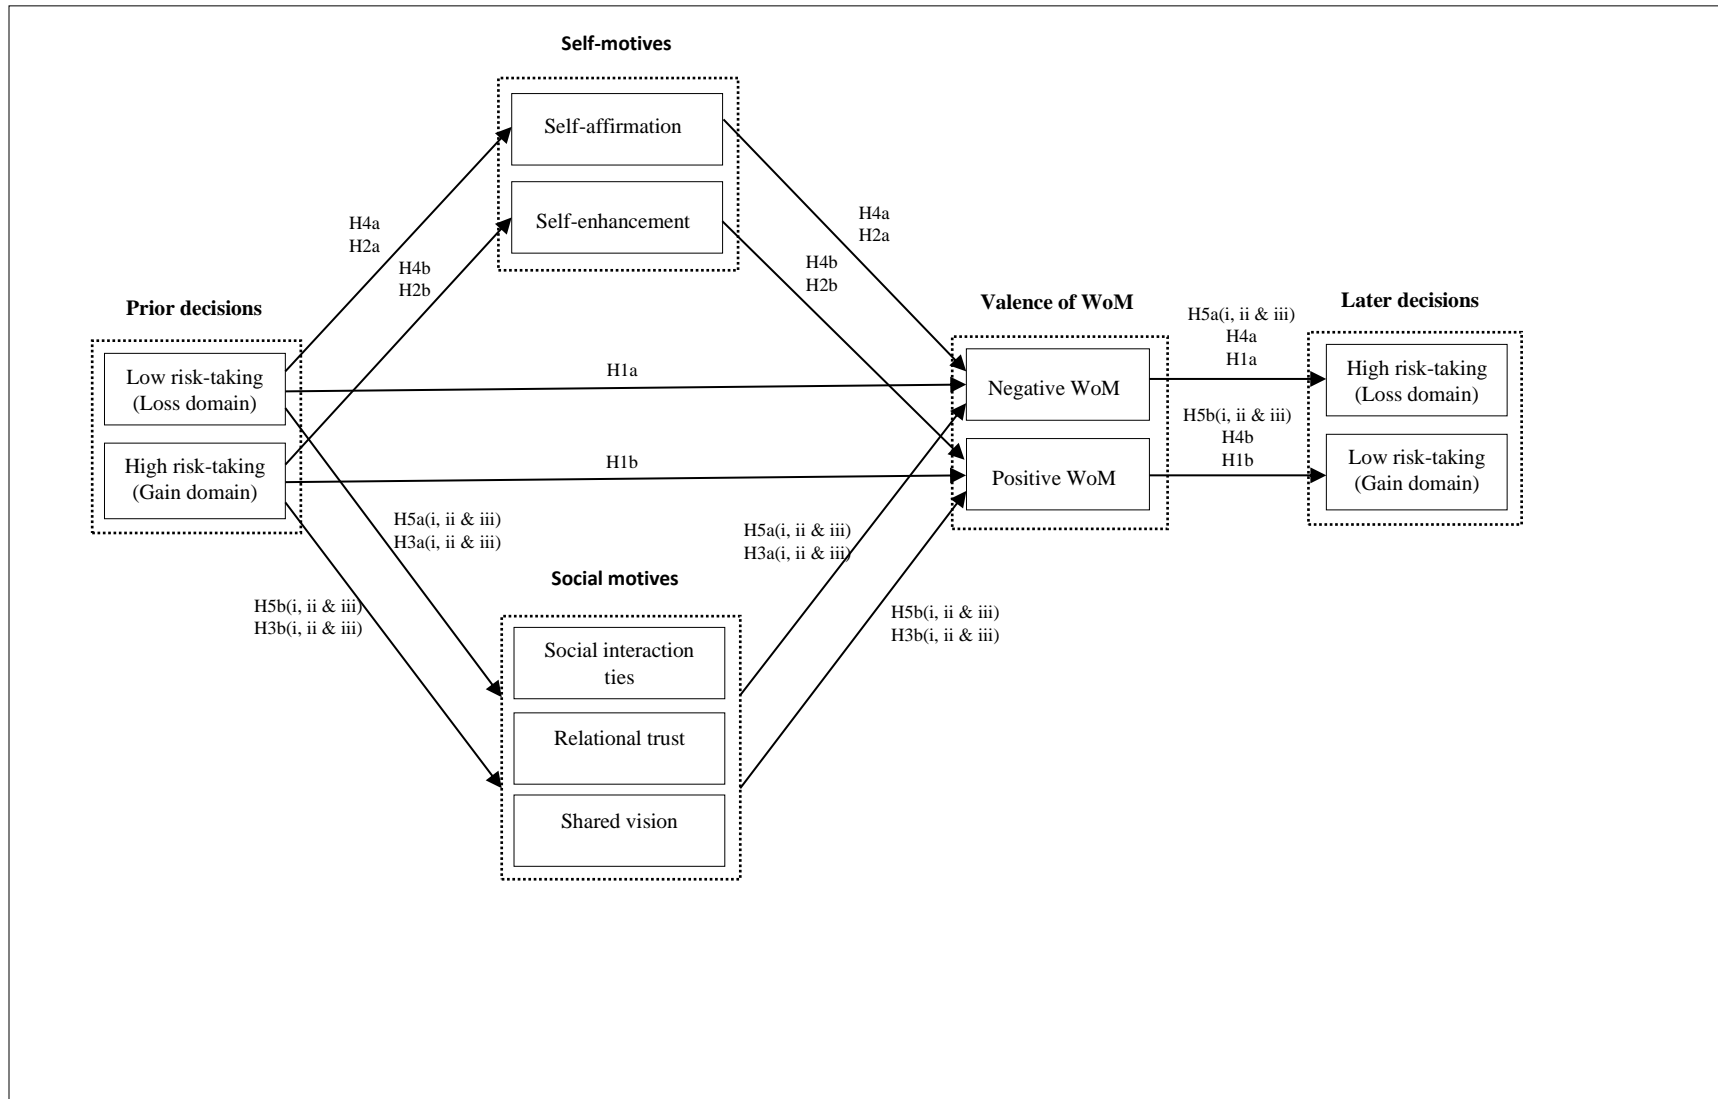 Self-motives
Self-affirmation
Self-enhancement
H4a
H2a
H4b
H2b
H4a
H2a
H4b
H2b
Prior decisions
Low risk-taking
(Loss domain)
High risk-taking
(Gain domain)
H1a
H1b
Valence of WoM
Negative WoM
Positive WoM
H5a(i, ii & iii)
H4a
H1a
H5b(i, ii & iii)
H4b
H1b
Later decisions
High risk-taking
(Loss domain)
Low risk-taking
(Gain domain)
H5a(i, ii & iii)
H3a(i, ii & iii)
H5b(i, ii & iii)
H3b(i, ii & iii)
H5a(i, ii & iii)
H3a(i, ii & iii)
H5b(i, ii & iii)
H3b(i, ii & iii)
Social motives
Social interaction
ties
Relational trust
Shared vision